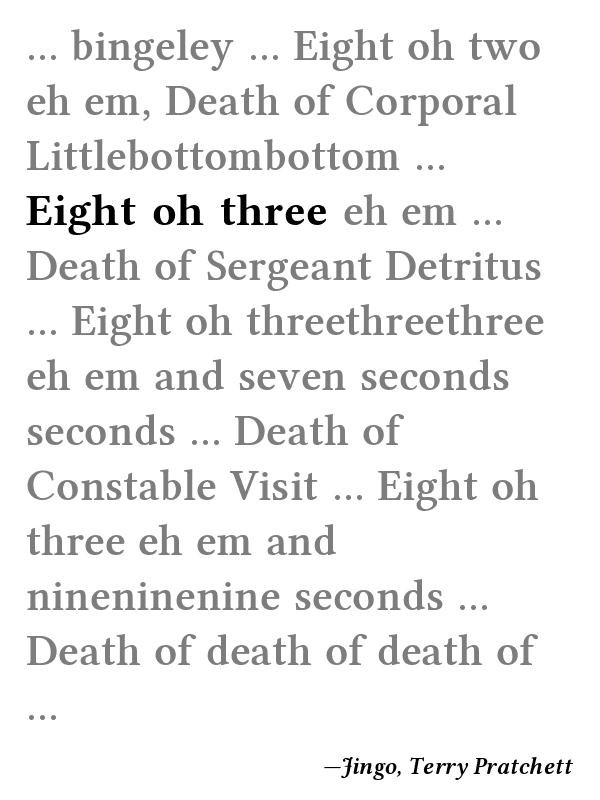 ... bingeley ... Eight oh two
eh em, Death of Corporal
Littlebottombottom ...
Eight oh three eh em ...
Death of Sergeant Detritus
... Eight oh threethreethree
eh em and seven seconds
seconds ... Death of
Constable Visit ... Eight oh
three eh em and
nineninenine seconds ...
Death of death of death of
...
—Jingo, Terry Pratchett